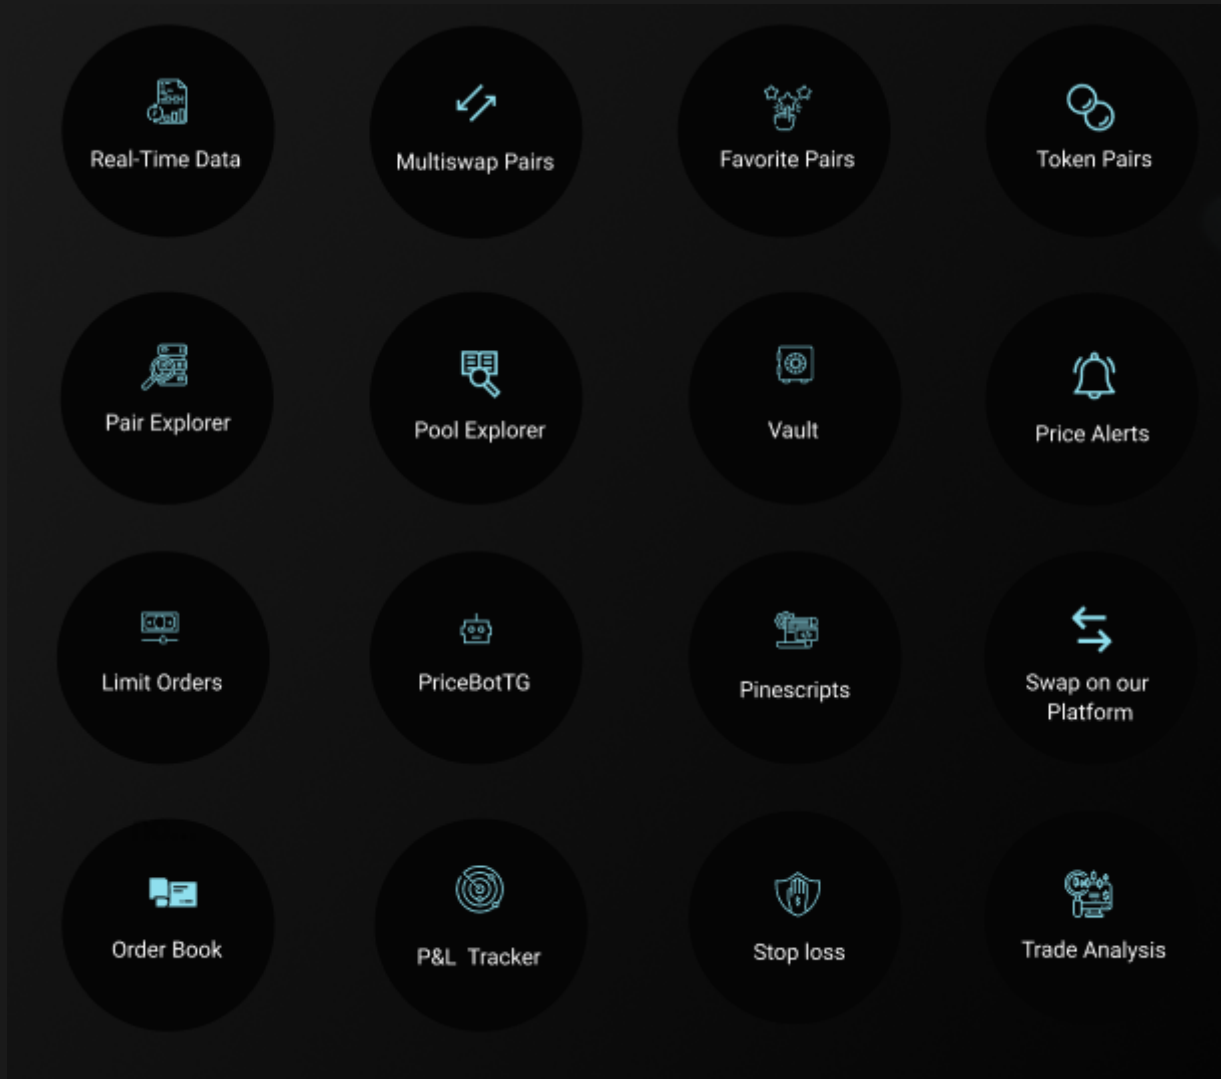 Real-Time Data
Multiswap Pairs
Favorite Pairs
Token Pairs
Pair Explorer
Pool Explorer
Vault
Price Alerts
Limit Orders
PriceBotTG
Pinescripts
Swap on our
Platform
Order Book
P&L  Tracker
Stop loss
Trade Analysis